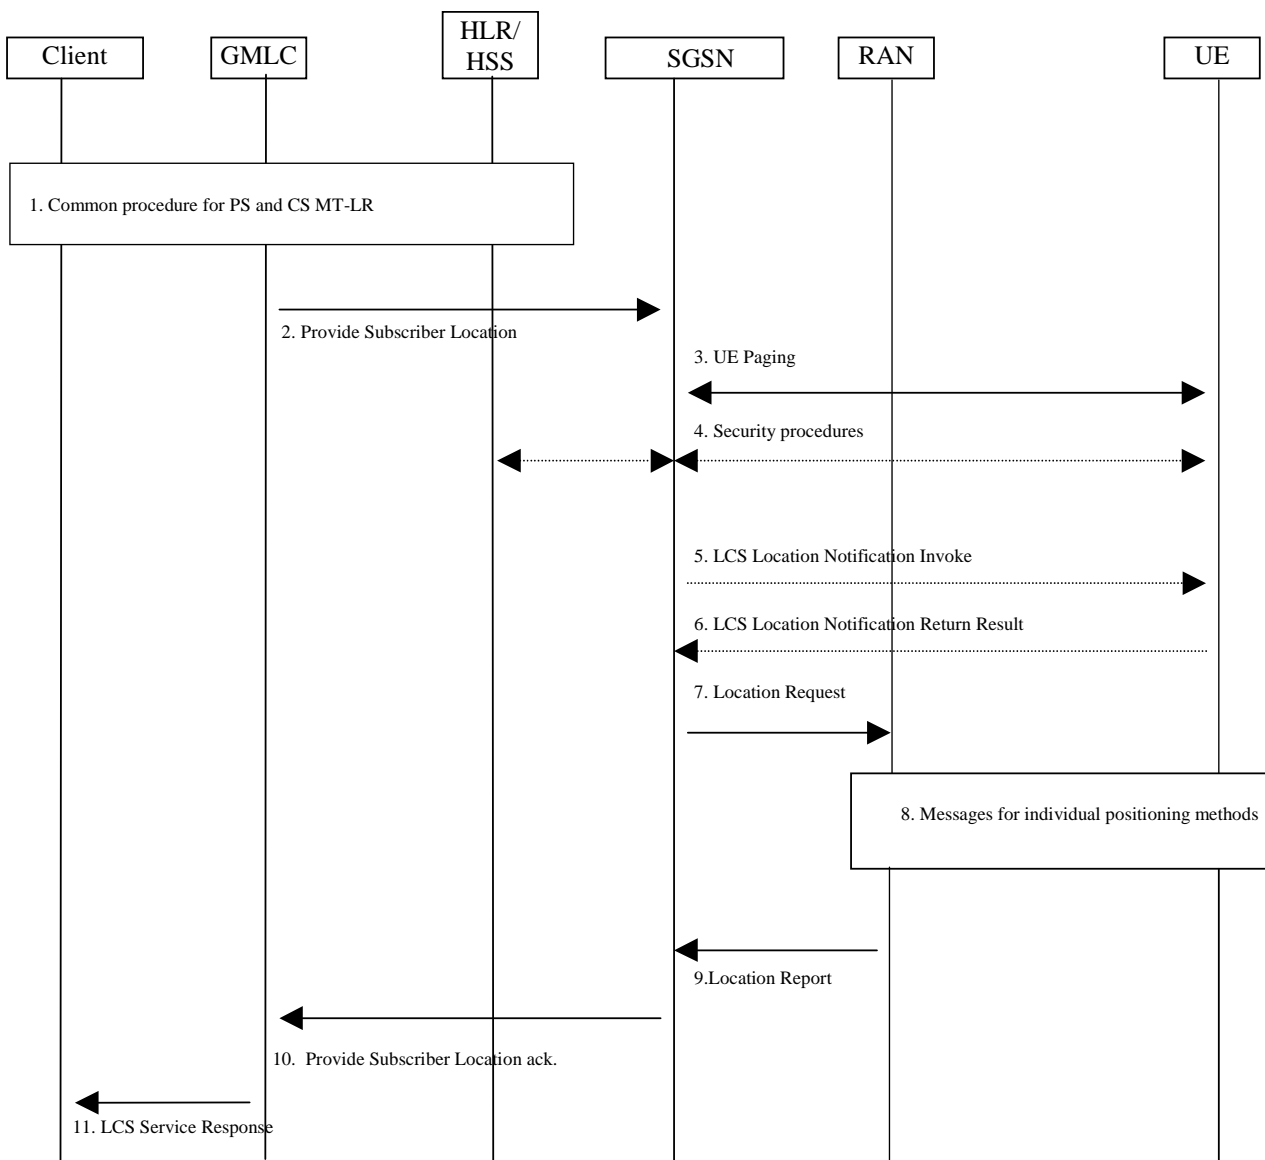 Client
GMLC
HLR/
HSS
SGSN
RAN
UE
1. Common procedure for PS and CS MT-LR
2. Provide Subscriber Location
3. UE Paging
4. Security procedures
5. LCS Location Notification Invoke
6. LCS Location Notification Return Result
7. Location Request
8. Messages for individual positioning methods
9.Location Report
10. Provide Subscriber Location ack.
11. LCS Service Response